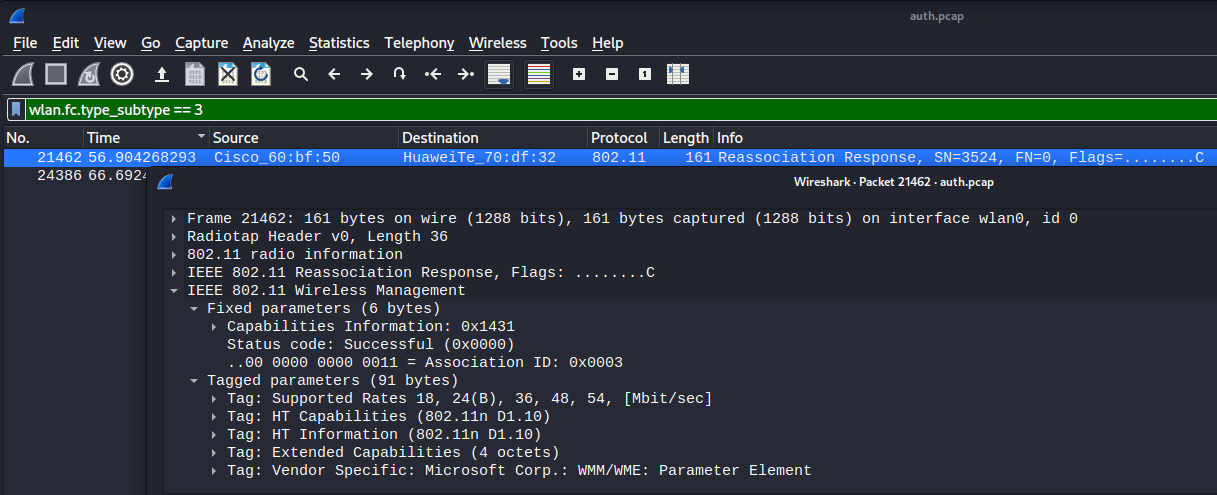 auth.pcap
File Edit View Go Capture Analyze Statistics Telephony Wireless Tools Help
wlan.fc.type_subtype == 3
No. Time Source Destination Protocol Length Info
21462 56.904268293 Cisco_60:bf:50 HuaweiTe_70:df:32 802.11 161 Reassociation Response, SN=3524, FN=0, Flags=........C
24386 66.6924
Wireshark · Packet 21462 · auth.pcap
Frame 21462: 161 bytes on wire (1288 bits), 161 bytes captured (1288 bits) on interface wlan0, id 0
Radiotap Header v0, Length 36
802.11 radio information
IEEE 802.11 Reassociation Response, Flags: ........C
IEEE 802.11 Wireless Management
Fixed parameters (6 bytes)
Capabilities Information: 0x1431
Status code: Successful (0x0000)
..00 0000 0000 0011 = Association ID: 0x0003
Tagged parameters (91 bytes)
Tag: Supported Rates 18, 24(B), 36, 48, 54, [Mbit/sec]
Tag: HT Capabilities (802.11n D1.10)
Tag: HT Information (802.11n D1.10)
Tag: Extended Capabilities (4 octets)
Tag: Vendor Specific: Microsoft Corp.: WMM/WME: Parameter Element